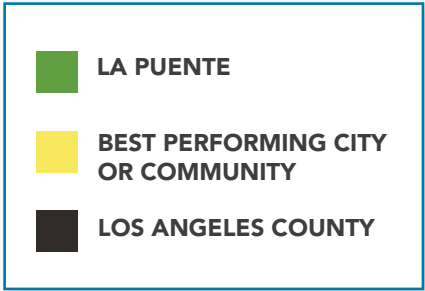 LA PUENTE
BEST PERFORMING CITY
OR COMMUNITY
LOS ANGELES COUNTY